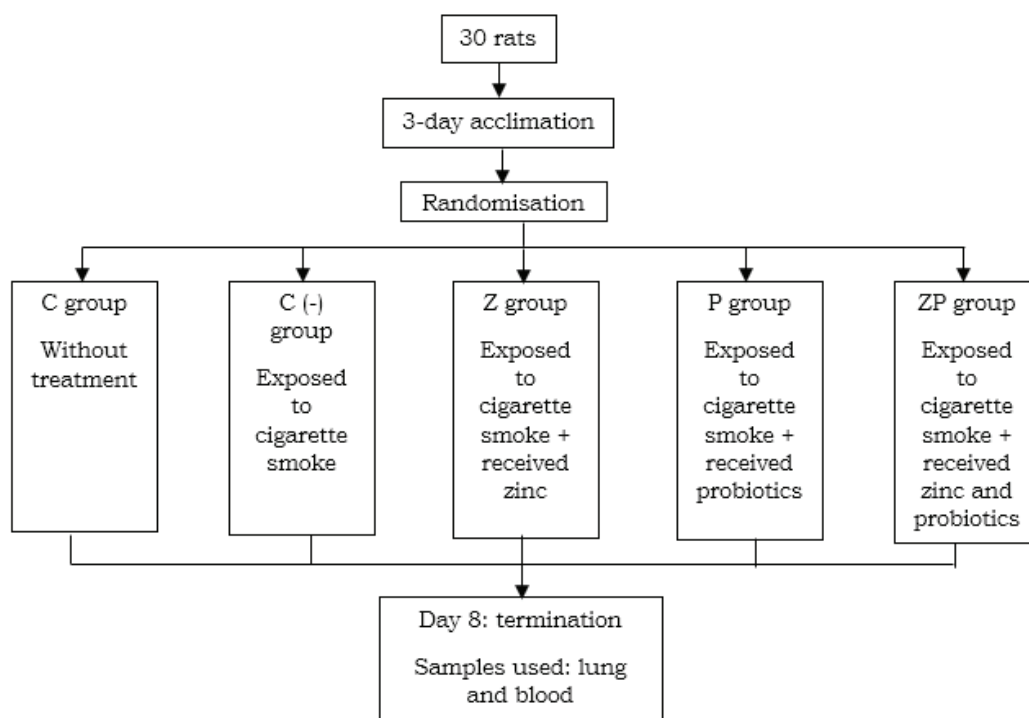 30 rats
3-day acclimation
Randomisation
C group
Without
treatment
C (-)
group
Exposed
to
cigarette
smoke
Z group
Exposed
to
cigarette
smoke +
received
zinc
P group
Exposed
to
cigarette
smoke +
received
probiotics
ZP group
Exposed
to
cigarette
smoke +
received
zinc and
probiotics
Day 8: termination
Samples used: lung
and blood